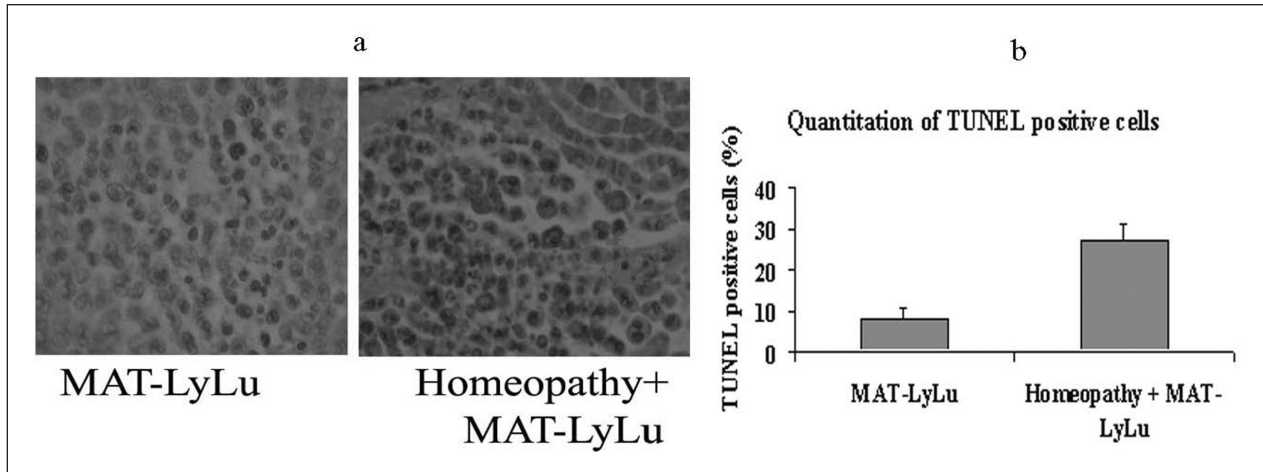 a
MAT-LyLu
Homeopathy+
MAT-LyLu
b
Quantitation of TUNEL positive cells
TUNEL positive cells (%)
40
30
20
10
0
MAT-LyLu
Homeopathy + MAT-
LyLu